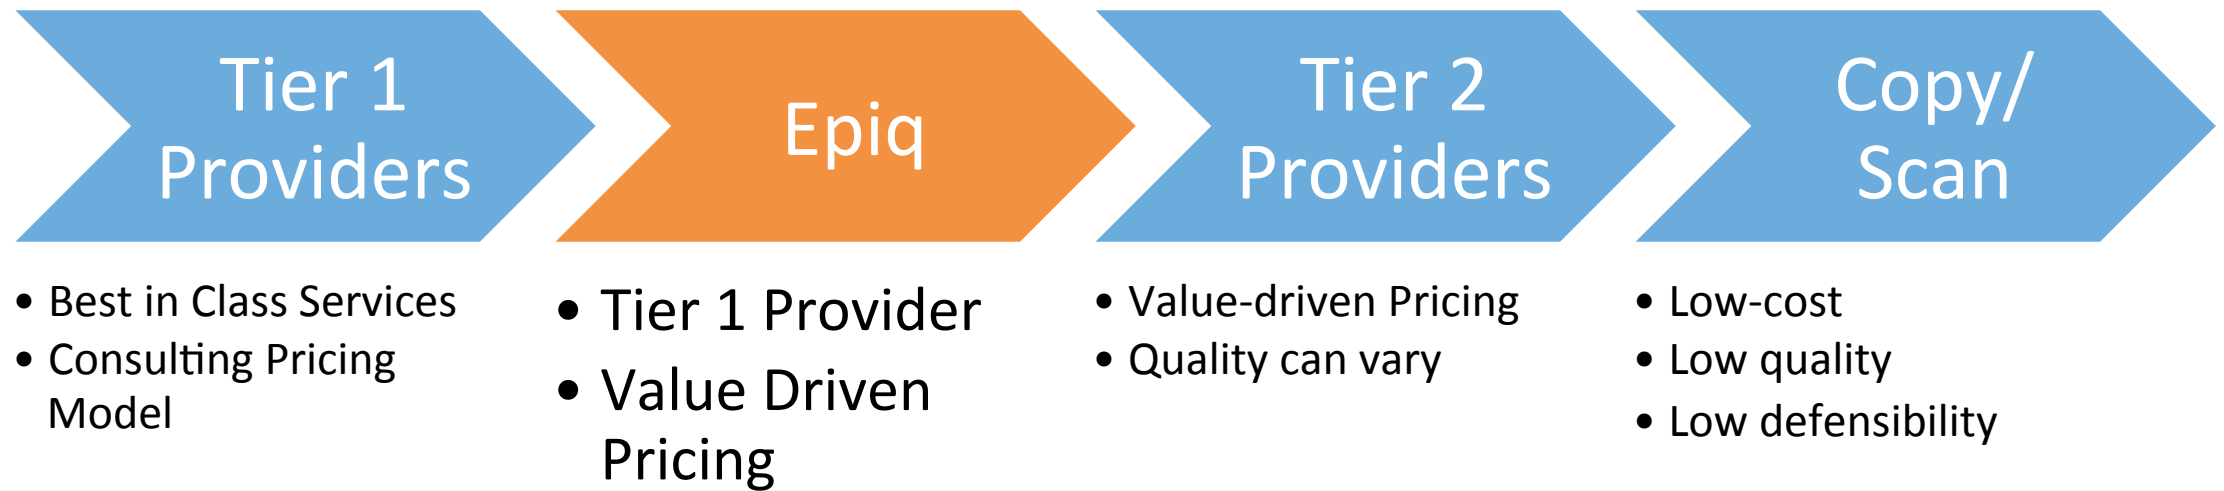 Tier 1
Providers
• Best in Class Services
• Consulting Pricing
Model
Epiq
• Tier 1 Provider
• Value Driven
Pricing
Tier 2
Providers
• Value-driven Pricing
• Quality can vary
Copy/
Scan
• Low-cost
• Low quality
• Low defensibility